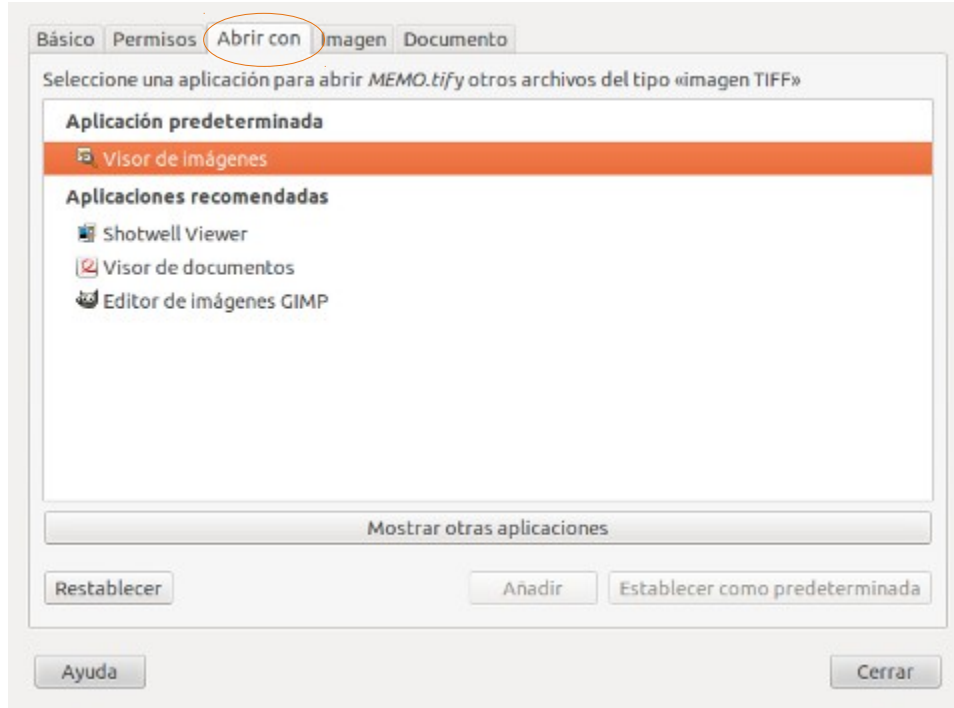 Básico Permisos Abrir con Imagen Documento
Seleccione una aplicación para abrir MEMO.tif y otros archivos del tipo «imagen TIFF»
Aplicación predeterminada
Visor de imágenes
Aplicaciones recomendadas
Shotwell Viewer
Visor de documentos
Editor de imágenes GIMP
Mostrar otras aplicaciones
Restablecer Añadir Establecer como predeterminada
Ayuda Cerrar